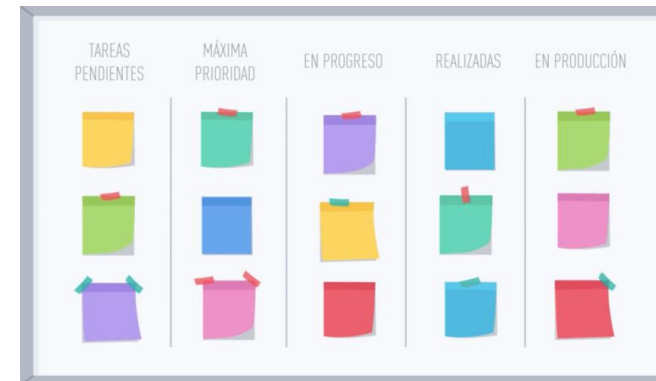 TAREAS
PENDIENTES
MÁXIMA
PRIORIDAD
EN PROGRESO
REALIZADAS
EN PRODUCCIÓN